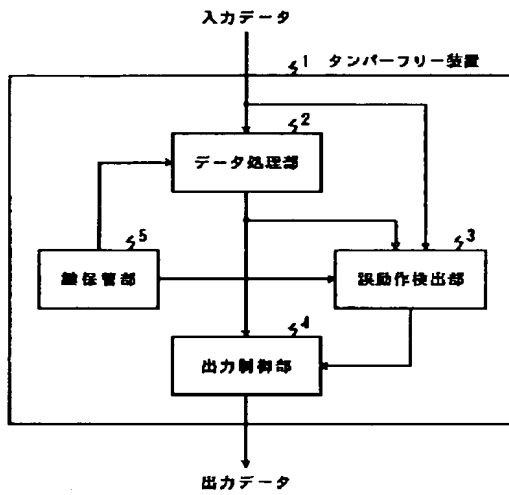 入力データ
1 タンパーフリー装置
2
データ処理部
5
鍵保管部
3
誤動作検出部
4
出力制御部
出力データ